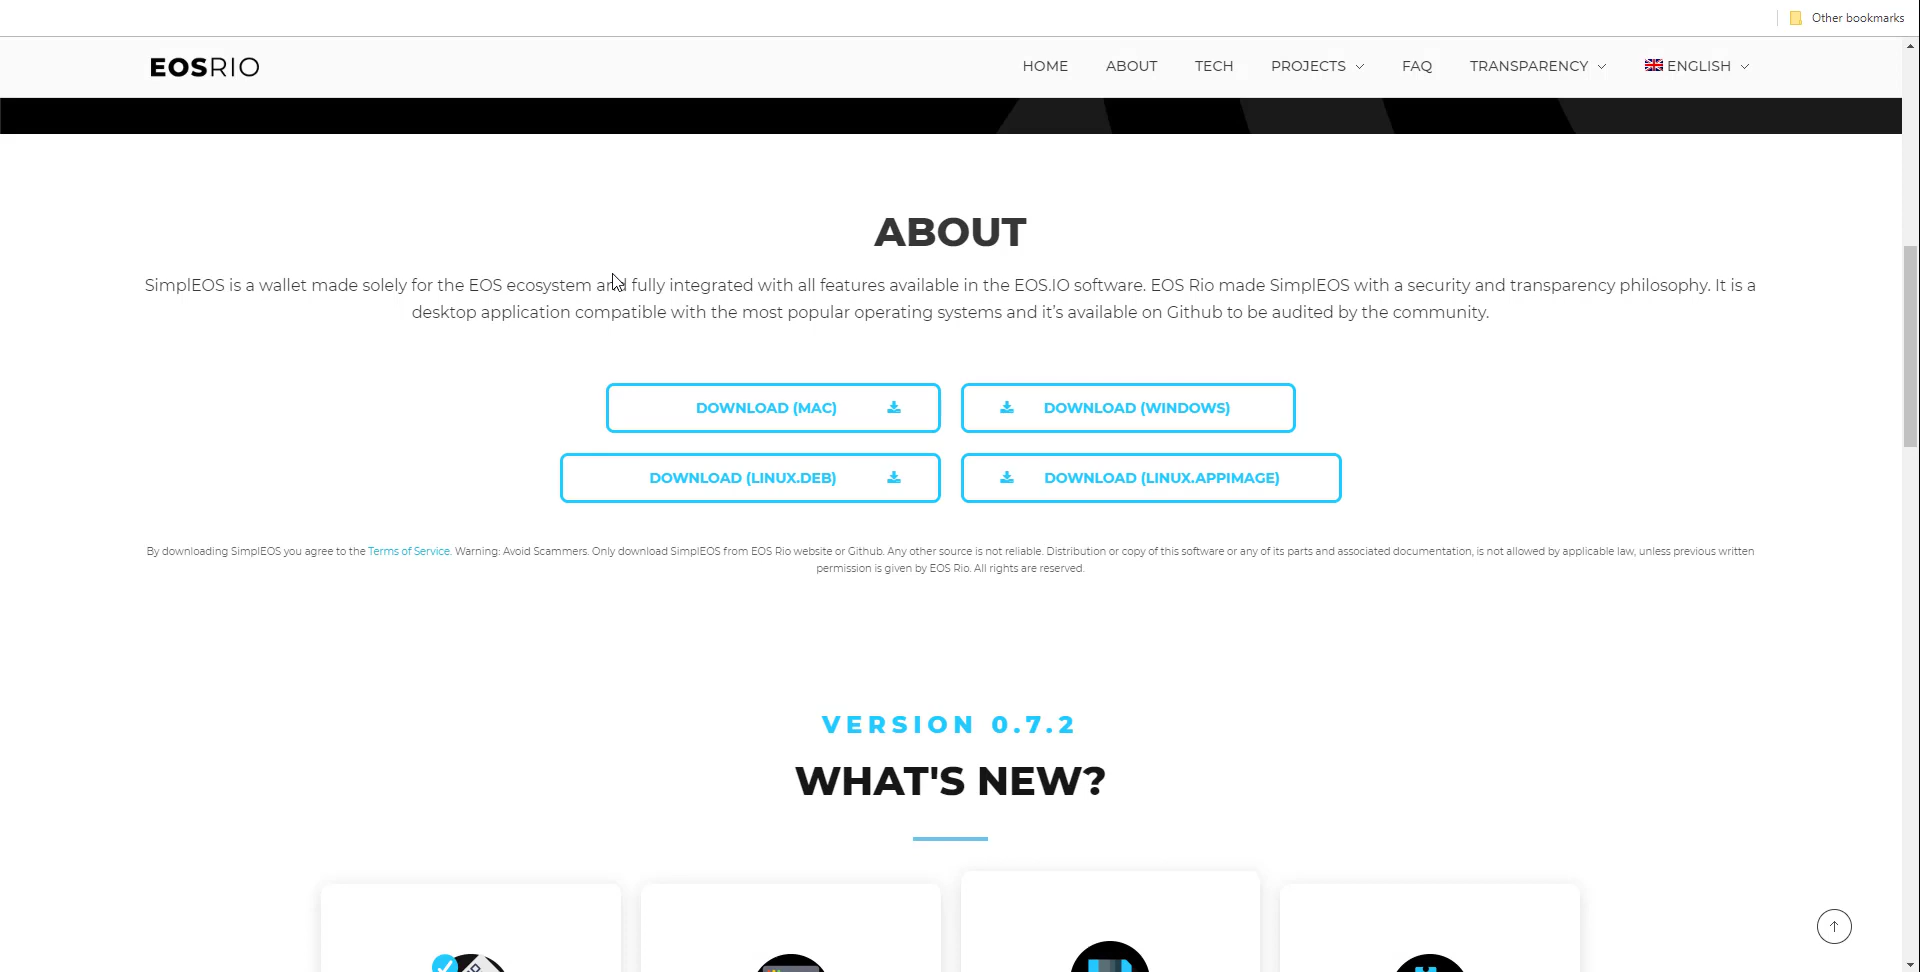 Other bookmarks
EOSRIO
HOME ABOUT TECH PROJECTS FAQ TRANSPARENCY ENGLISH
ABOUT
SimplEOS is a wallet made solely for the EOS ecosystem and fully integrated with all features available in the EOS.IO software. EOS Rio made SimplEOS with a security and transparency philosophy. It is a
desktop application compatible with the most popular operating systems and it’s available on Github to be audited by the community.
DOWNLOAD (MAC) DOWNLOAD (WINDOWS)
DOWNLOAD (LINUX.DEB) DOWNLOAD (LINUX.APPIMAGE)
By downloading SimplEOS you agree to the Terms of Service. Warning: Avoid Scammers. Only download SimplEOS from EOS Rio website or Github. Any other source is not reliable. Distribution or copy of this software or any of its parts and associated documentation, is not allowed by applicable law, unless previous written
permission is given by EOS Rio. All rights are reserved.
VERSION 0.7.2
WHAT'S NEW?